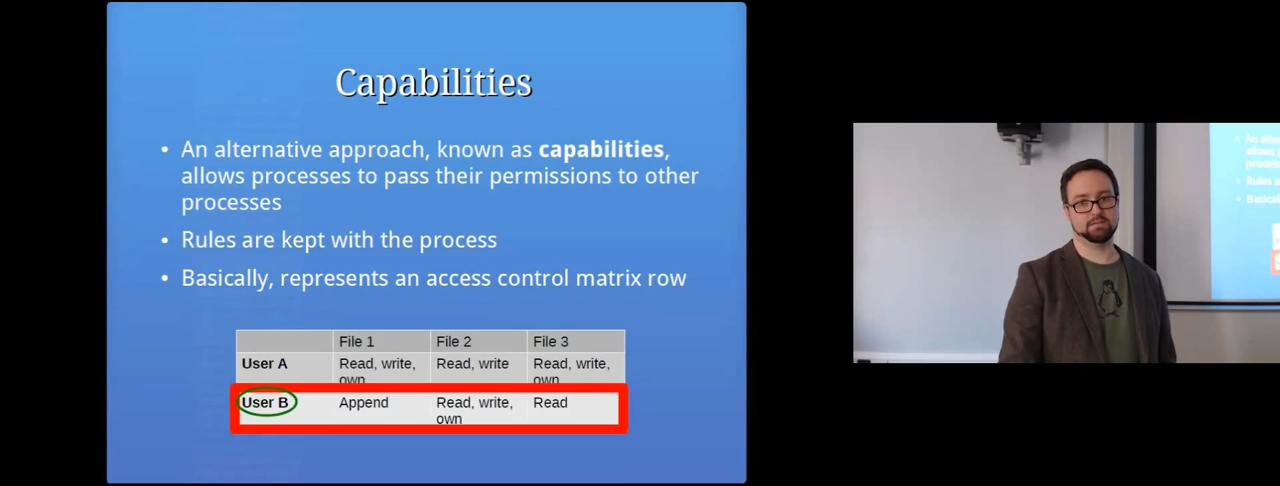 Capabilities
• An alternative approach, known as capabilities,
allows processes to pass their permissions to other
processes
• Rules are kept with the process
• Basically, represents an access control matrix row
File 1 File 2 File 3
User A Read, write, own Read, write Read, write, own
User B Append Read, write, own Read